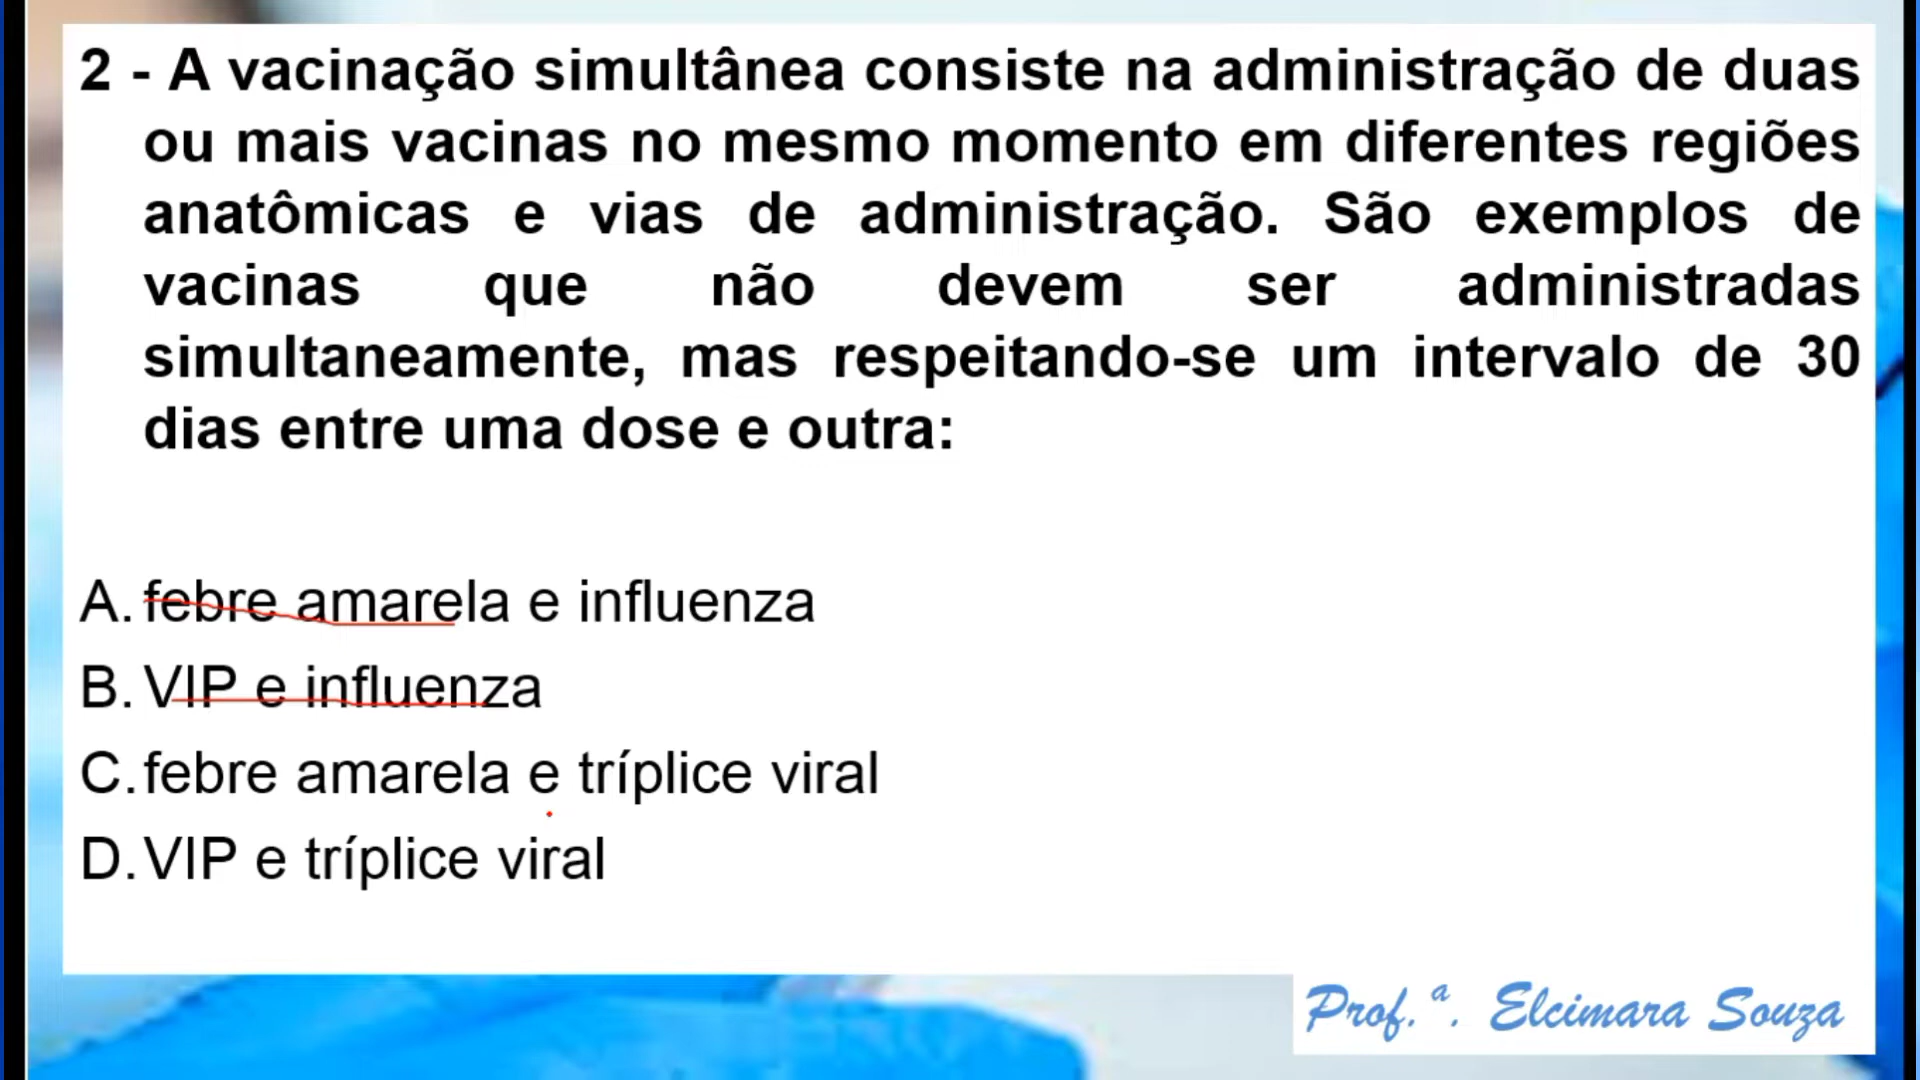 2 - A vacinação simultânea consiste na administração de duas
ou mais vacinas no mesmo momento em diferentes regiões
anatômicas e vias de administração. São exemplos de
vacinas que não devem ser administradas
simultaneamente, mas respeitando-se um intervalo de 30
dias entre uma dose e outra:
A. febre amarela e influenza
B. VIP e influenza
C. febre amarela e tríplice viral
D. VIP e tríplice viral
Prof.ª. Elcimara Souza